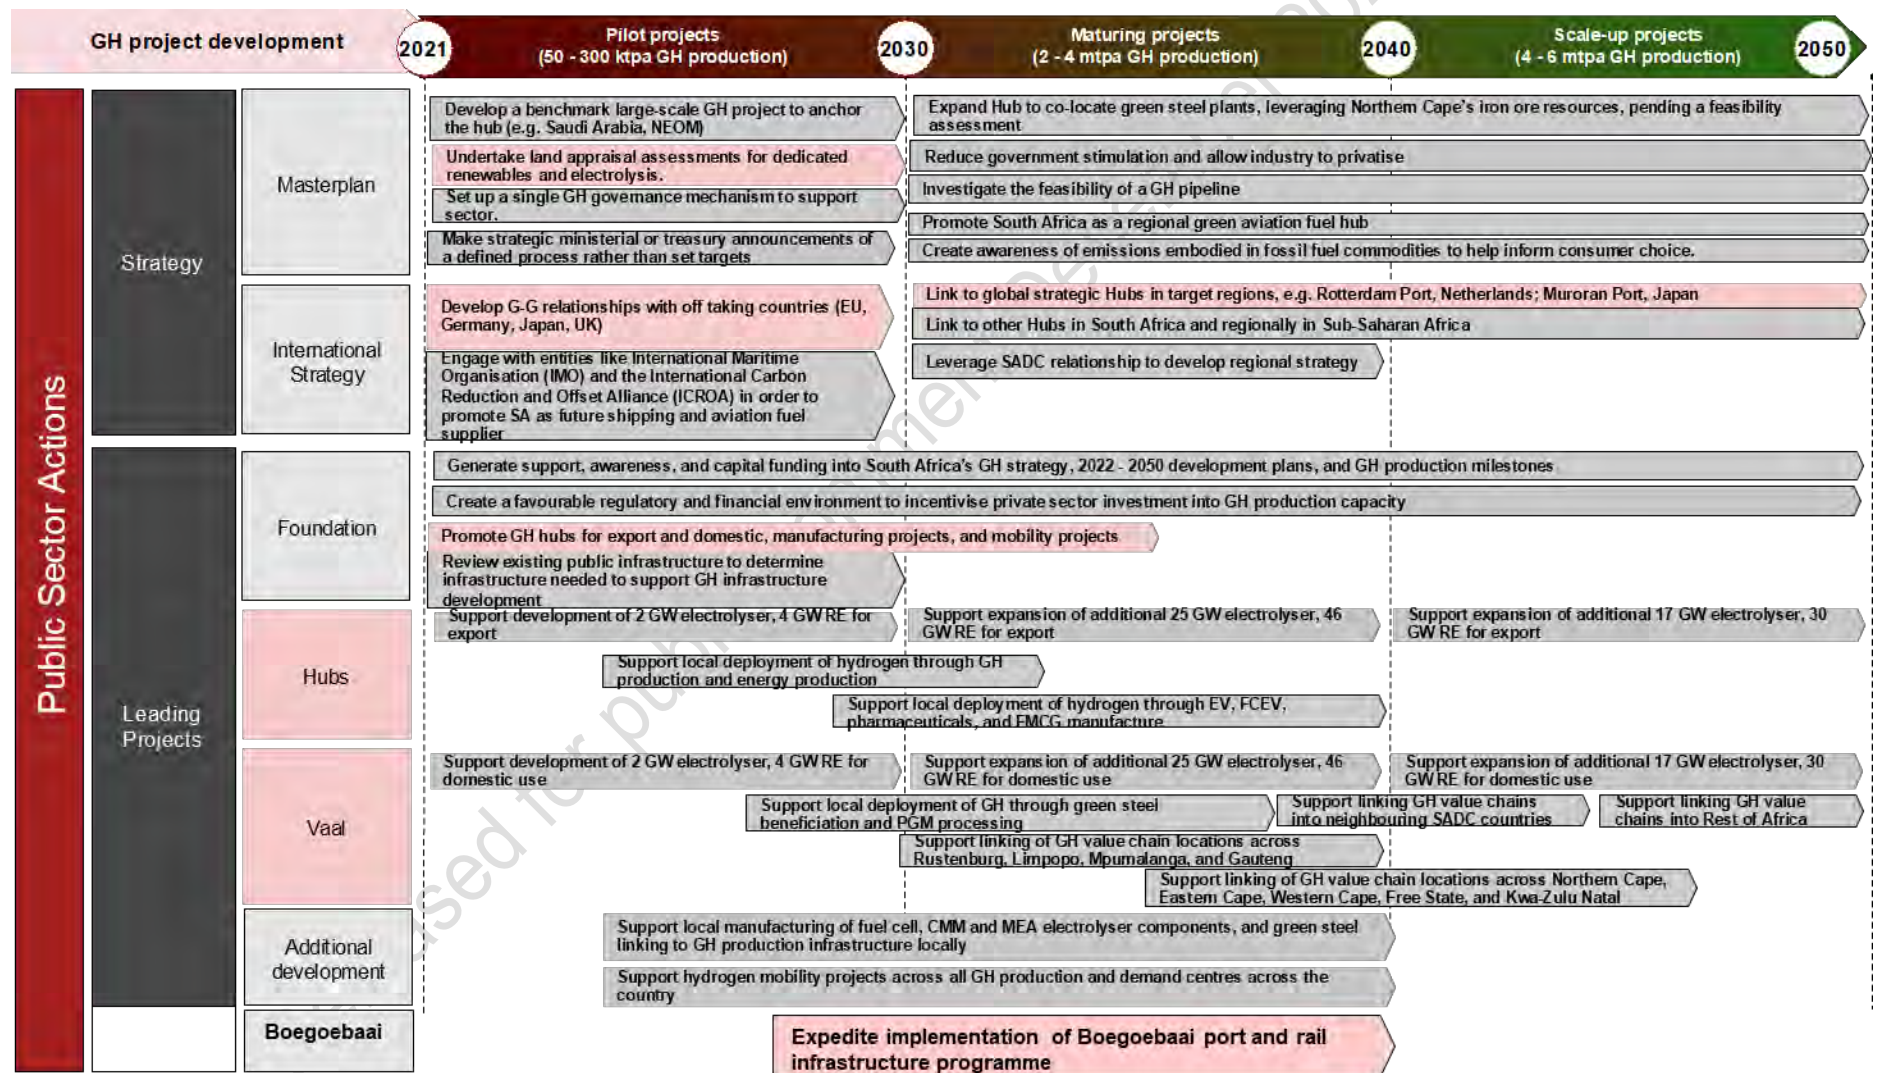 GH project development
2021
Pilot projects
(50 - 300 ktpa GH production)
2030
Maturing projects
(2 - 4 mtpa GH production)
2040
Scale-up projects
(4 - 6 mtpa GH production)
2050
Public Sector Actions
Strategy
Masterplan
Develop a benchmark large-scale GH project to anchor
the hub (e.g. Saudi Arabia, NEOM)
Undertake land appraisal assessments for dedicated
renewables and electrolysis.
Set up a single GH governance mechanism to support
sector.
Make strategic ministerial or treasury announcements of
a defined process rather than set targets
Expand Hub to co-locate green steel plants, leveraging Northern Cape's iron ore resources, pending a feasibility
assessment
Reduce government stimulation and allow industry to privatise
Investigate the feasibility of a GH pipeline
Promote South Africa as a regional green aviation fuel hub
Create awareness of emissions embodied in fossil fuel commodities to help inform consumer choice.
International
Strategy
Develop G-G relationships with off taking countries (EU,
Germany, Japan, UK)
Engage with entities like International Maritime
Organisation (IMO) and the International Carbon
Reduction and Offset Alliance (ICROA) in order to
promote SA as future shipping and aviation fuel
supplier
Link to global strategic Hubs in target regions, e.g. Rotterdam Port, Netherlands; Muroran Port, Japan
Link to other Hubs in South Africa and regionally in Sub-Saharan Africa
Leverage SADC relationship to develop regional strategy
Leading
Projects
Foundation
Generate support, awareness, and capital funding into South Africa's GH strategy, 2022 - 2050 development plans, and GH production milestones
Create a favourable regulatory and financial environment to incentivise private sector investment into GH production capacity
Promote GH hubs for export and domestic, manufacturing projects, and mobility projects
Review existing public infrastructure to determine
infrastructure needed to support GH infrastructure
development
Hubs
Support development of 2 GW electrolyser, 4 GW RE for
export
Support expansion of additional 25 GW electrolyser, 46
GW RE for export
Support expansion of additional 17 GW electrolyser, 30
GW RE for export
Support local deployment of hydrogen through GH
production and energy production
Support local deployment of hydrogen through EV, FCEV,
pharmaceuticals, and FMCG manufacture
Vaal
Support development of 2 GW electrolyser, 4 GW RE for
domestic use
Support expansion of additional 25 GW electrolyser, 46
GW RE for domestic use
Support expansion of additional 17 GW electrolyser, 30
GW RE for domestic use
Support local deployment of GH through green steel
beneficiation and PGM processing
Support linking GH value chains
into neighbouring SADC countries
Support linking GH value
chains into Rest of Africa
Support linking of GH value chain locations across
Rustenburg, Limpopo, Mpumalanga, and Gauteng
Support linking of GH value chain locations across Northern Cape,
Eastern Cape, Western Cape, Free State, and Kwa-Zulu Natal
Additional
development
Support local manufacturing of fuel cell, CMM and MEA electrolyser components, and green steel
linking to GH production infrastructure locally
Support hydrogen mobility projects across all GH production and demand centres across the
country
Boegoebaai
Expedite implementation of Boegoebaai port and rail
infrastructure programme